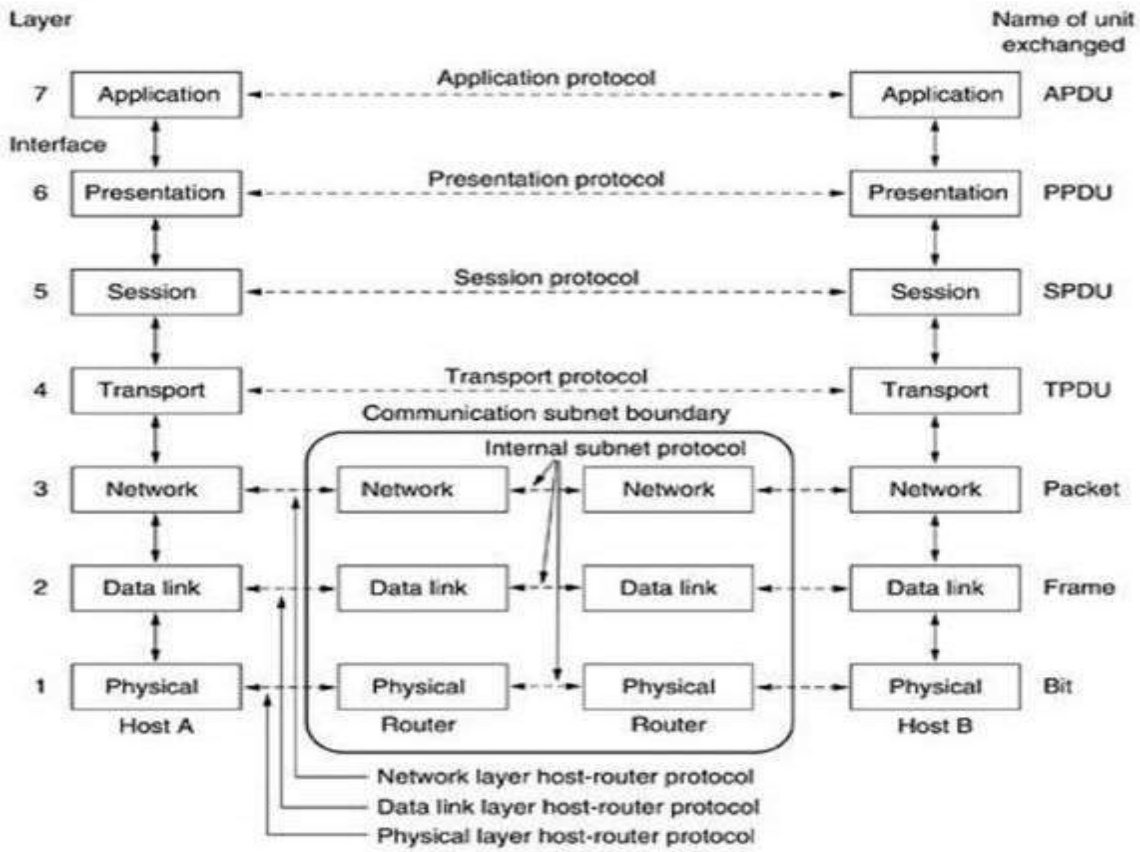 Layer
Name of unit
exchanged
Application protocol
7 Application Application APDU
Interface
Presentation protocol
6 Presentation Presentation PPDU
Session protocol
5 Session Session SPDU
Transport protocol
4 Transport Transport TPDU
Communication subnet boundary
Internal subnet protocol
3 Network Network Network Network Packet
2 Data link Data link Data link Data link Frame
1 Physical Physical Physical Physical Bit
Host A Router Router Host B
Network layer host-router protocol
Data link layer host-router protocol
Physical layer host-router protocol